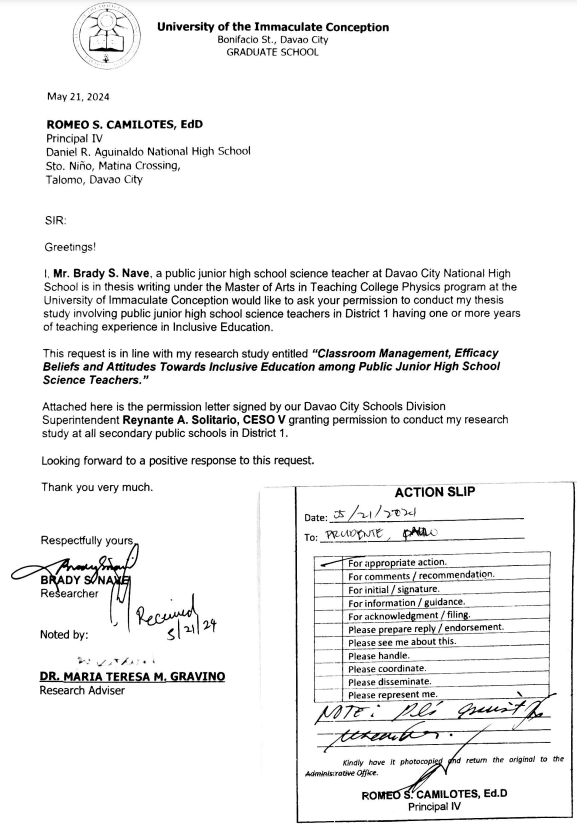 University of the Immaculate Conception
Bonifacio St., Davao City
GRADUATE SCHOOL
May 21, 2024
ROMEO S. CAMILOTES, EdD
Principal IV
Daniel R. Aguinaldo National High School
Sto. Niño, Matina Crossing,
Talomo, Davao City
SIR:
Greetings!
I, Mr. Brady S. Nave, a public junior high school science teacher at Davao City National High
School is in thesis writing under the Master of Arts in Teaching College Physics program at the
University of Immaculate Conception would like to ask your permission to conduct my thesis
study involving public junior high school science teachers in District 1 having one or more years
of teaching experience in Inclusive Education.
This request is in line with my research study entitled “Classroom Management, Efficacy
Beliefs and Attitudes Towards Inclusive Education among Public Junior High School
Science Teachers.”
Attached here is the permission letter signed by our Davao City Schools Division
Superintendent Reynante A. Solitario, CESO V granting permission to conduct my research
study at all secondary public schools in District 1.
Looking forward to a positive response to this request.
Thank you very much.
Respectfully yours,
BRADY S. NAVE
Researcher
Received
5/21/24
Noted by:
DR. MARIA TERESA M. GRAVINO
Research Adviser
ACTION SLIP
Date: 05/21/2024
To: PRUDENTE,
For appropriate action.
For comments / recommendation.
For initial / signature.
For information / guidance.
For acknowledgment / filing.
Please prepare reply / endorsement.
Please see me about this.
Please handle.
Please coordinate.
Please disseminate.
Please represent me.
NOTE: Pls
Kindly have it photocopied and return the original to the
Administrative Office.
ROMEO S. CAMILOTES, Ed.D
Principal IV